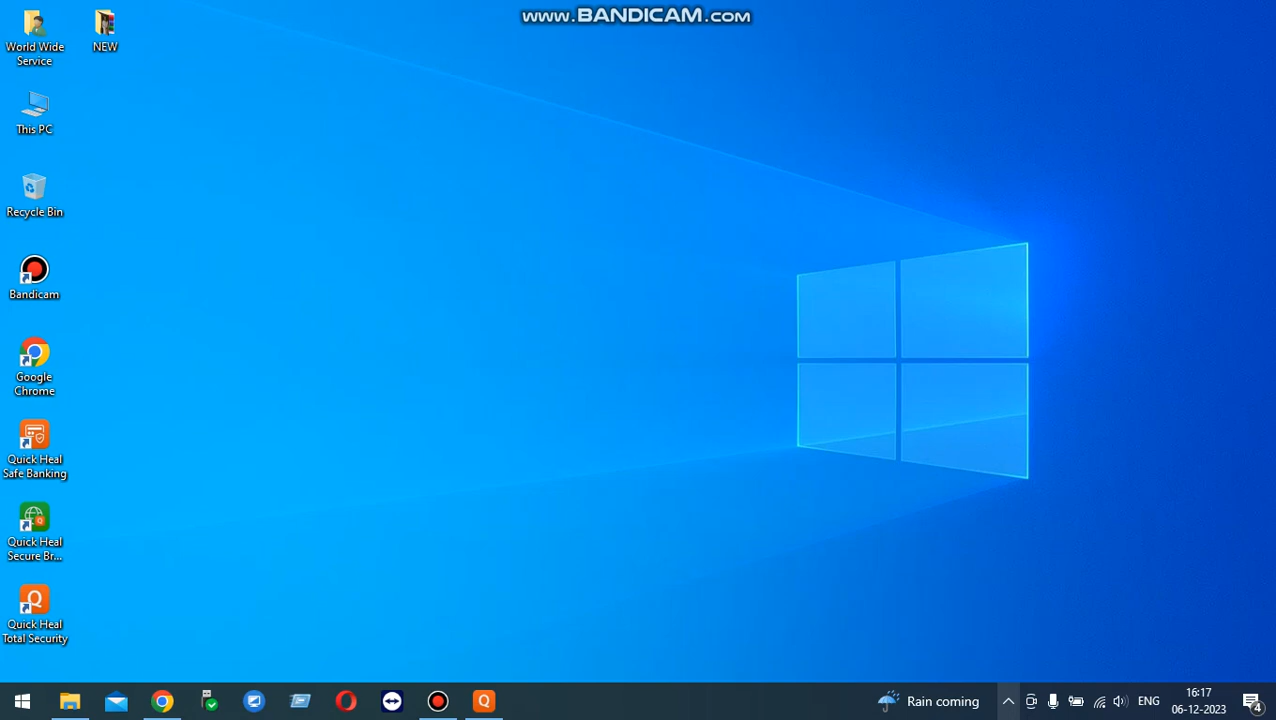 www.BANDICAM.com
World Wide
Service
NEW
This PC
Recycle Bin
Bandicam
Google
Chrome
Quick Heal
Safe Banking
Quick Heal
Secure Br...
Quick Heal
Total Security
Rain coming
ENG
16:17
06-12-2023
4